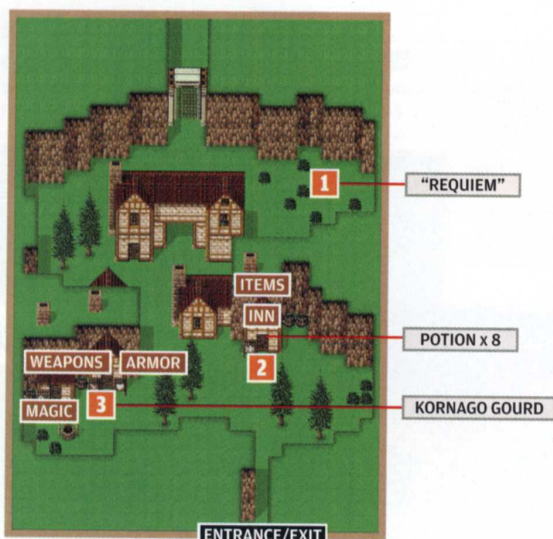 1
"REQUIEM"
ITEMS
INN
POTION x 8
2
WEAPONS
ARMOR
3
KORNAGO GOURD
MAGIC
ENTRANCE/EXIT